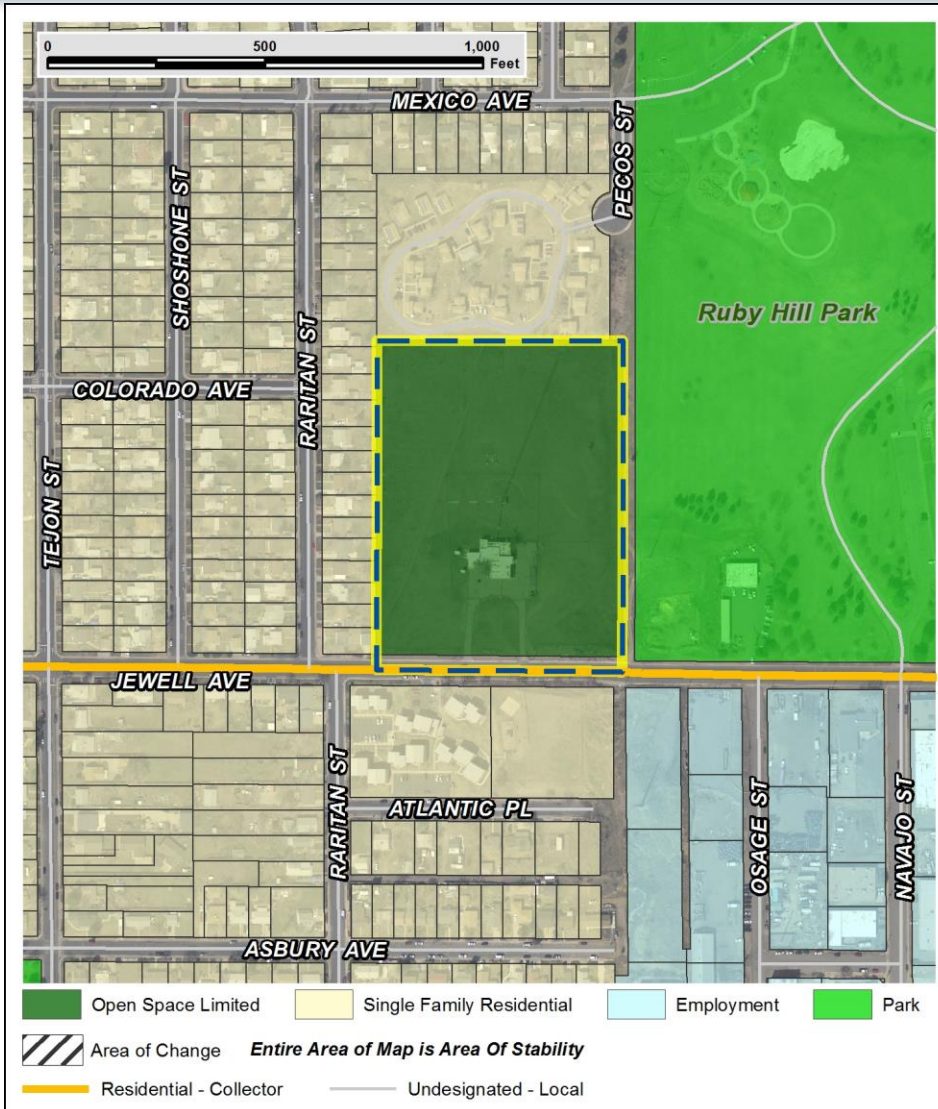 0 500 1,000
Feet
MEXICO AVE
PECOS ST
SHOSHONE ST
Ruby Hill Park
RARITAN ST
COLORADO AVE
TEJON ST
JEWELL AVE
RARITAN ST
ATLANTIC PL
OSAGE ST
NAVAJO ST
ASBURY AVE
Open Space Limited Single Family Residential Employment Park
Area of Change Entire Area of Map is Area Of Stability
Residential - Collector Undesignated - Local